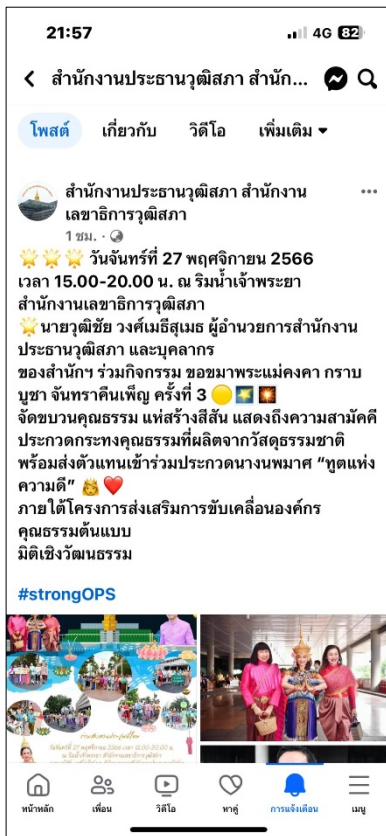 21:57
4G 82
สำนักงานประธานวุฒิสภา สำนัก...
โพสต์ เกี่ยวกับ วิดีโอ เพิ่มเติม
สำนักงานประธานวุฒิสภา สำนักงาน
เลขาธิการวุฒิสภา
1 ชม. ·
🌟🌟🌟 วันจันทร์ที่ 27 พฤศจิกายน 2566
เวลา 15.00-20.00 น. ณ ริมน้ำเจ้าพระยา
สำนักงานเลขาธิการวุฒิสภา
🌟นายวุฒิชัย วงศ์เมธีสุเมธ ผู้อำนวยการสำนักงาน
ประธานวุฒิสภา และบุคลากร
ของสำนักฯ ร่วมกิจกรรม ขอขมาพระแม่คงคา กราบ
บูชา จันทราคืนเพ็ญ ครั้งที่ 3 🌕🎇🎆
จัดขบวนคุณธรรม แห่สร้างสีสัน แสดงถึงความสามัคคี
ประกวดกระทงคุณธรรมที่ผลิตจากวัสดุธรรมชาติ
พร้อมส่งตัวแทนเข้าร่วมประกวดนางนพมาศ “ทูตแห่ง
ความดี” 👸❤️
ภายใต้โครงการส่งเสริมการขับเคลื่อนองค์กร
คุณธรรมต้นแบบ
มิติเชิงวัฒนธรรม
#strongOPS
หน้าหลัก เพื่อน วิดีโอ หาคู่ การแจ้งเตือน เมนู